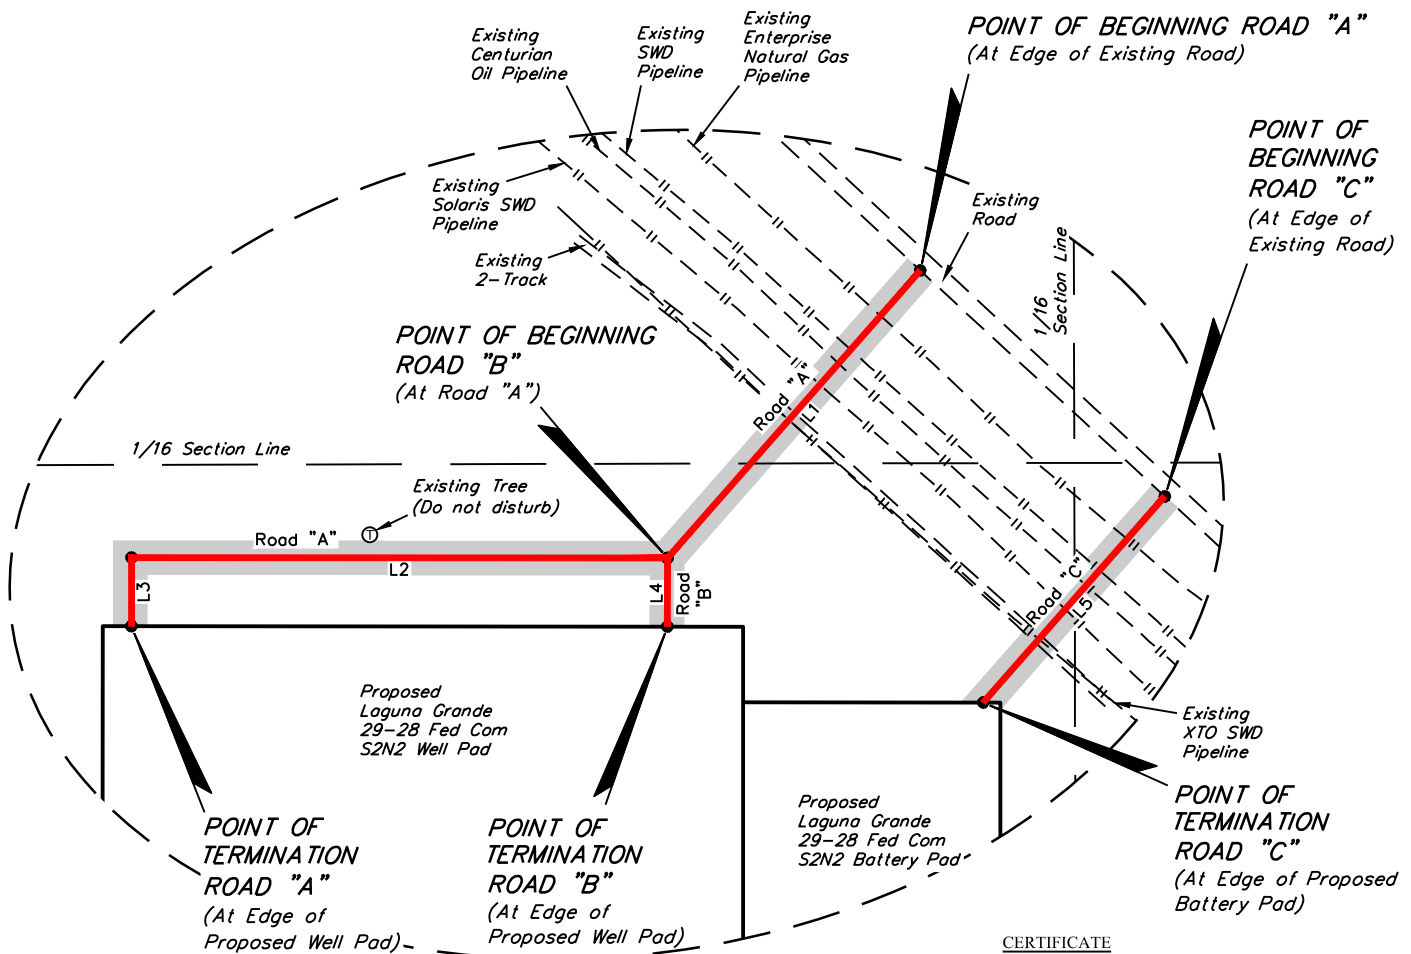 Existing
Centurian
Oil Pipeline
Existing
SWD
Pipeline
Existing
Enterprise
Natural Gas
Pipeline
POINT OF BEGINNING ROAD "A"
(At Edge of Existing Road)
POINT OF
BEGINNING
ROAD "C"
(At Edge of
Existing Road)
Existing
Solaris SWD
Pipeline
Existing
Road
Existing
2-Track
1/16
Section Line
POINT OF BEGINNING
ROAD "B"
(At Road "A")
Road "A"
L1
1/16 Section Line
Existing Tree
(Do not disturb)
T
Road "A"
L2
L3
L4
Road
"B"
Road "C"
L5
Proposed
Laguna Grande
29-28 Fed Com
S2N2 Well Pad
Existing
XTO SWD
Pipeline
Proposed
Laguna Grande
29-28 Fed Com
S2N2 Battery Pad
POINT OF
TERMINATION
ROAD "A"
(At Edge of
Proposed Well Pad)
POINT OF
TERMINATION
ROAD "B"
(At Edge of
Proposed Well Pad)
POINT OF
TERMINATION
ROAD "C"
(At Edge of Proposed
Battery Pad)
CERTIFICATE